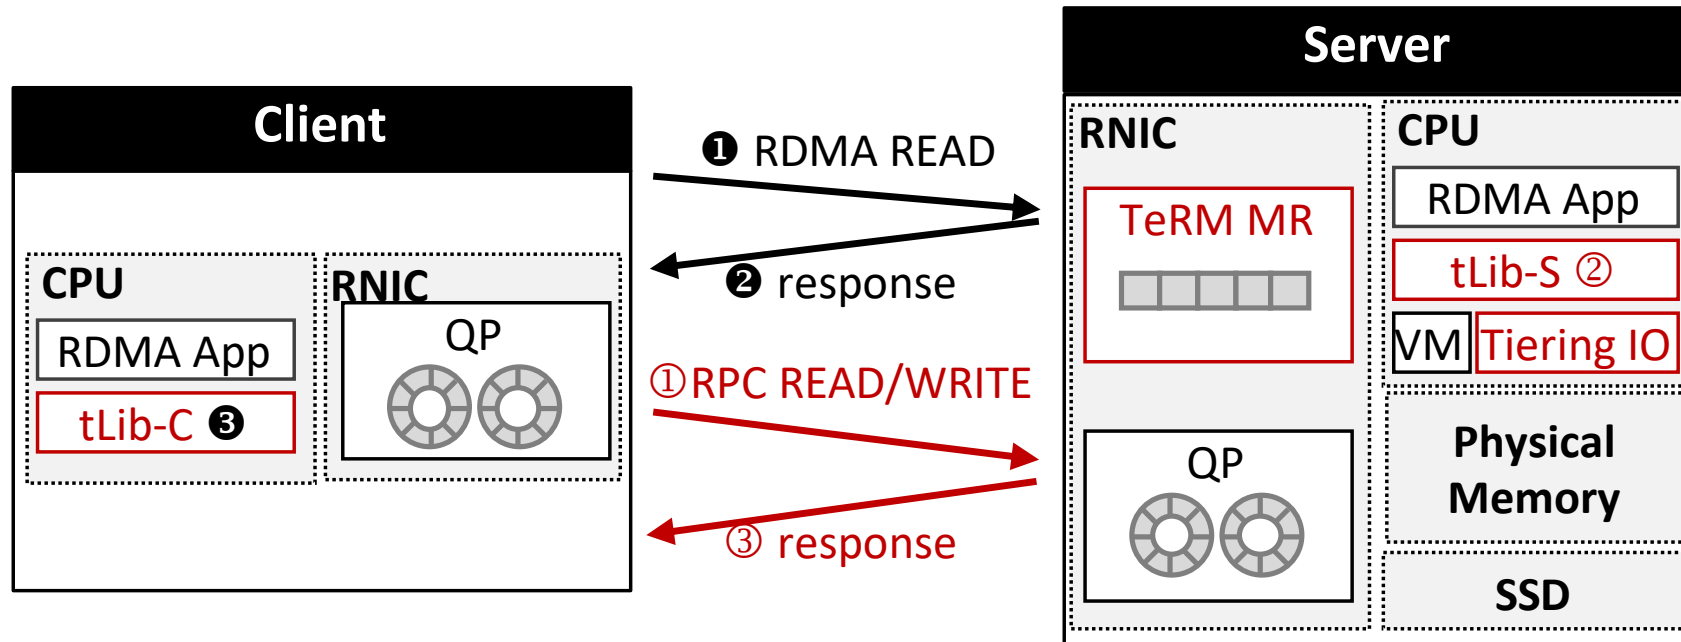 Client
CPU
RDMA App
tLib-C ❸
RNIC
QP
❶ RDMA READ
❷ response
①RPC READ/WRITE
③ response
Server
RNIC
TeRM MR
QP
CPU
RDMA App
tLib-S ②
VM
Tiering IO
Physical
Memory
SSD